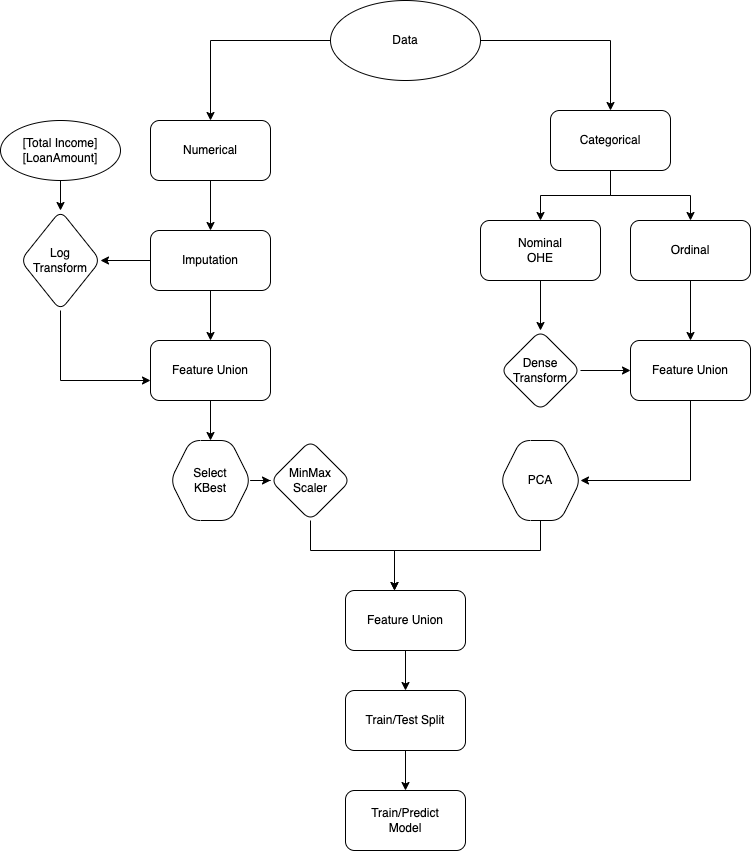 Data
[Total Income]
[LoanAmount]
Numerical
Categorical
Log
Transform
Imputation
Nominal
OHE
Ordinal
Feature Union
Dense
Transform
Feature Union
Select
KBest
MinMax
Scaler
PCA
Feature Union
Train/Test Split
Train/Predict
Model